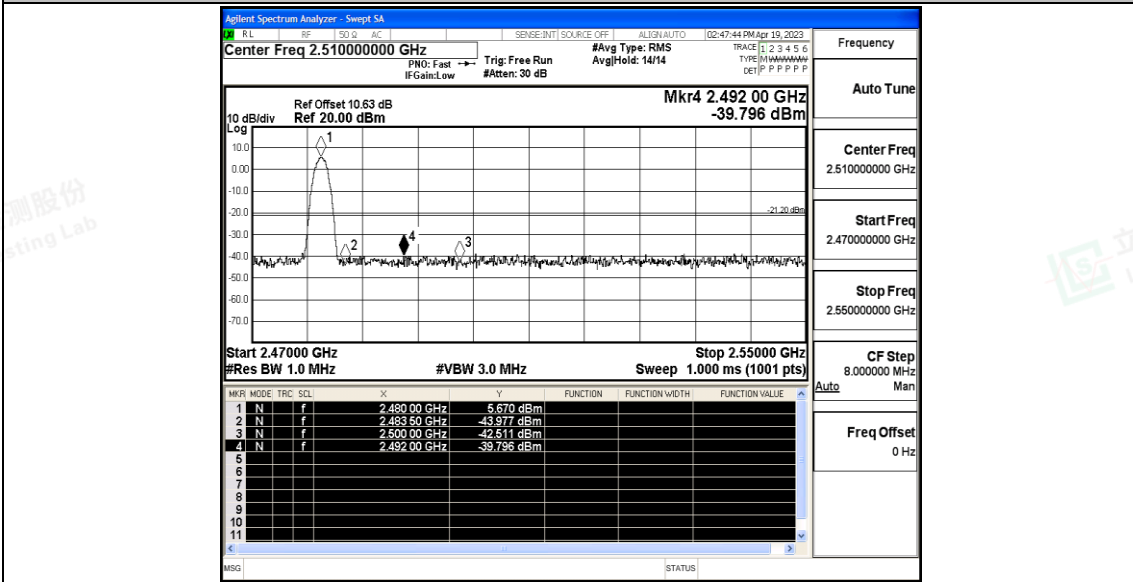 Agilent Spectrum Analyzer - Swept SA
RL RF 50 Ω AC SENSE:INT SOURCE OFF ALIGN AUTO 02:47:44 PM Apr 19, 2023
Center Freq 2.510000000 GHz
PNO: Fast
IFGain:Low
Trig: Free Run
#Atten: 30 dB
#Avg Type: RMS
Avg|Hold: 14/14
TRACE 1 2 3 4 5 6
TYPE M
DET P P P P P P
Frequency
Mkr4 2.492 00 GHz
-39.796 dBm
Ref Offset 10.63 dB
10 dB/div Ref 20.00 dBm
Log
10.0
0.00
-10.0
-20.0
-30.0
-40.0
-50.0
-60.0
-70.0
1
2
4
3
-21.20 dBm
Start 2.47000 GHz Stop 2.55000 GHz
#Res BW 1.0 MHz #VBW 3.0 MHz Sweep 1.000 ms (1001 pts)
MKR MODE TRC SCL X Y FUNCTION FUNCTION WIDTH FUNCTION VALUE
1 N f 2.480 00 GHz 5.670 dBm
2 N f 2.483 50 GHz -43.977 dBm
3 N f 2.500 00 GHz -42.511 dBm
4 N f 2.492 00 GHz -39.796 dBm
5
6
7
8
9
10
11
MSG STATUS
Auto Tune
Center Freq
2.510000000 GHz
Start Freq
2.470000000 GHz
Stop Freq
2.550000000 GHz
CF Step
8.000000 MHz
Auto Man
Freq Offset
0 Hz
测股份
sting Lab
立